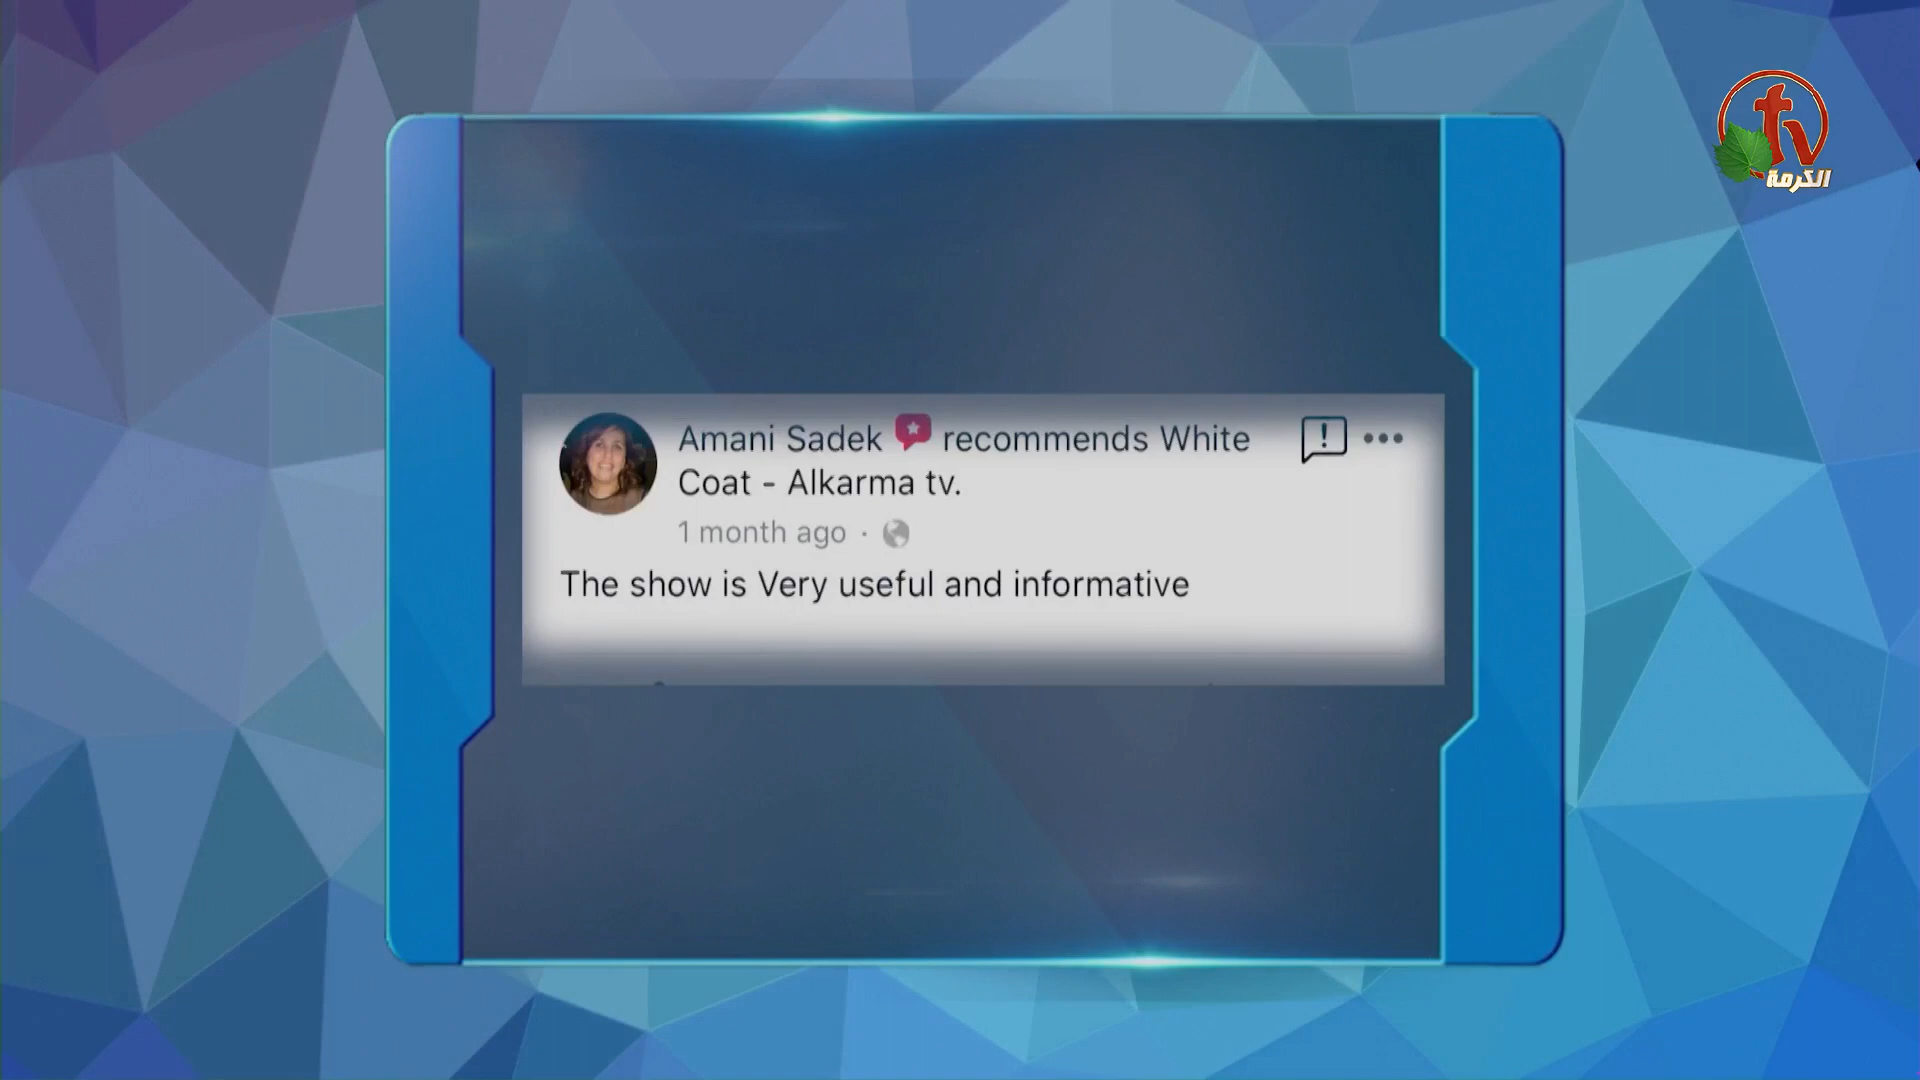 tv
الكرمة
Amani Sadek recommends White
Coat - Alkarma tv.
1 month ago ·
The show is Very useful and informative